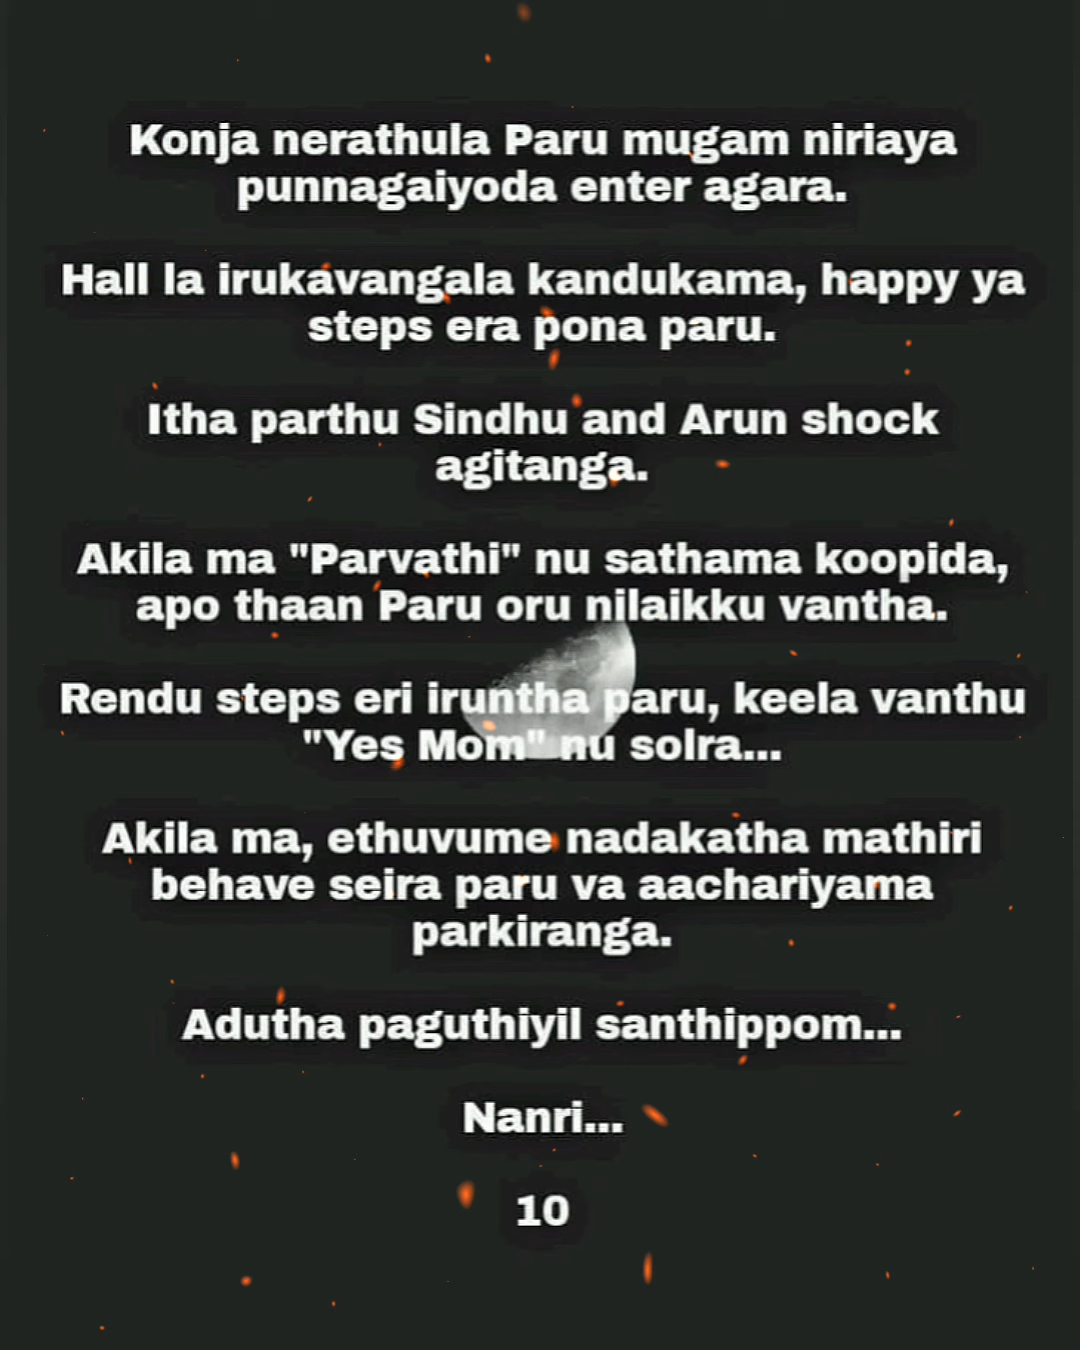 Konja nerathula Paru mugam niriaya
punnagaiyoda enter agara.
Hall la irukavangala kandukama, happy ya
steps era pona paru.
Itha parthu Sindhu and Arun shock
agitanga.
Akila ma "Parvathi" nu sathama koopida,
apo thaan Paru oru nilaikku vantha.
Rendu steps eri iruntha paru, keela vanthu
"Yes Mom" nu solra...
Akila ma, ethuvume nadakatha mathiri
behave seira paru va aachariyama
parkiranga.
Adutha paguthiyil santhippom...
Nanri...
10